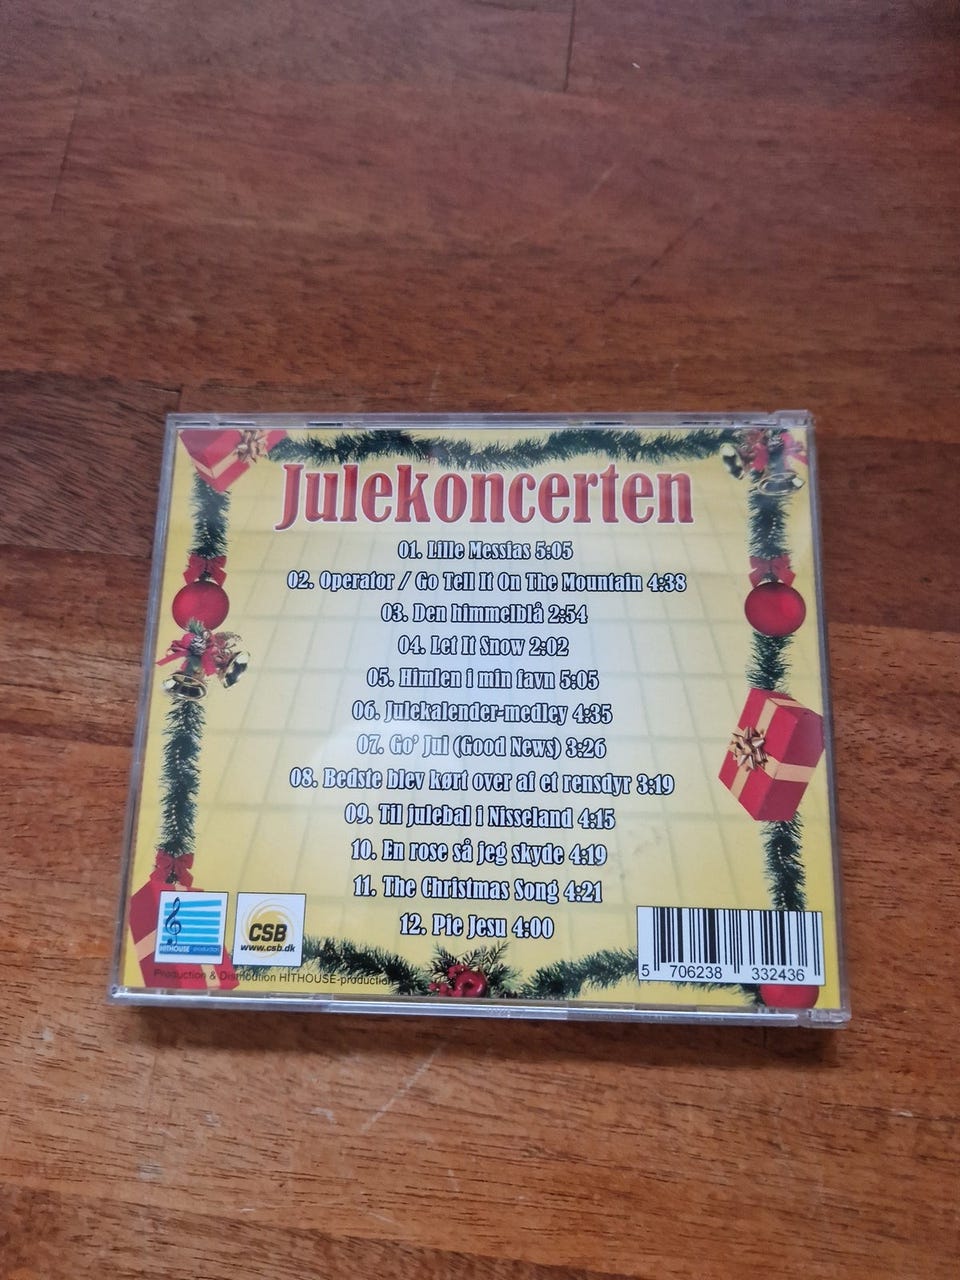 Julekoncerten
01. Lille Messias 5:05
02. Operator / Go Tell It On The Mountain 4:38
03. Den himmelblå 2:54
04. Let It Snow 2:02
05. Himlen i min favn 5:05
06. Julekalender-medley 4:35
07. Go' Jul (Good News) 3:26
08. Bedste blev kørt over af et rensdyr 3:19
09. Til julebal i Nisseland 4:15
10. En rose så jeg skyde 4:19
11. The Christmas Song 4:21
12. Pie Jesu 4:00
HITHOUSE-production
CSB
www.csb.dk
Production & Distribution HITHOUSE-production
5 706238 332436